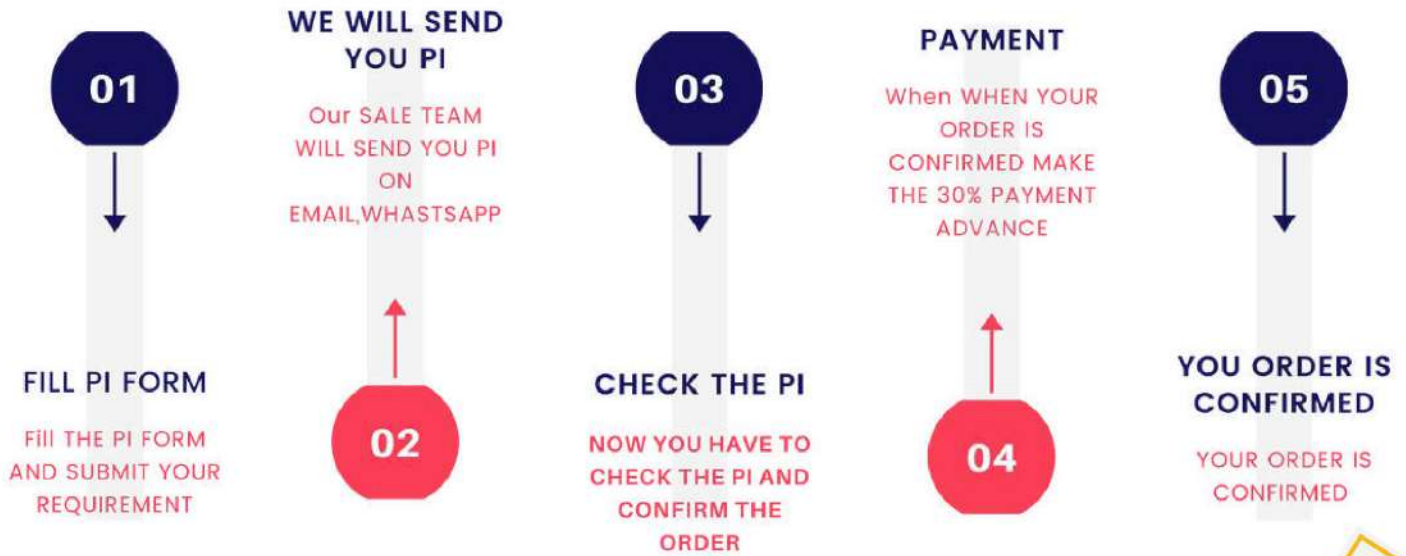 01
FILL PI FORM
Fill THE PI FORM
AND SUBMIT YOUR
REQUIREMENT
WE WILL SEND
YOU PI
Our SALE TEAM
WILL SEND YOU PI
ON
EMAIL,WHASTSAPP
02
03
CHECK THE PI
NOW YOU HAVE TO
CHECK THE PI AND
CONFIRM THE
ORDER
PAYMENT
When WHEN YOUR
ORDER IS
CONFIRMED MAKE
THE 30% PAYMENT
ADVANCE
04
05
YOU ORDER IS
CONFIRMED
YOUR ORDER IS
CONFIRMED